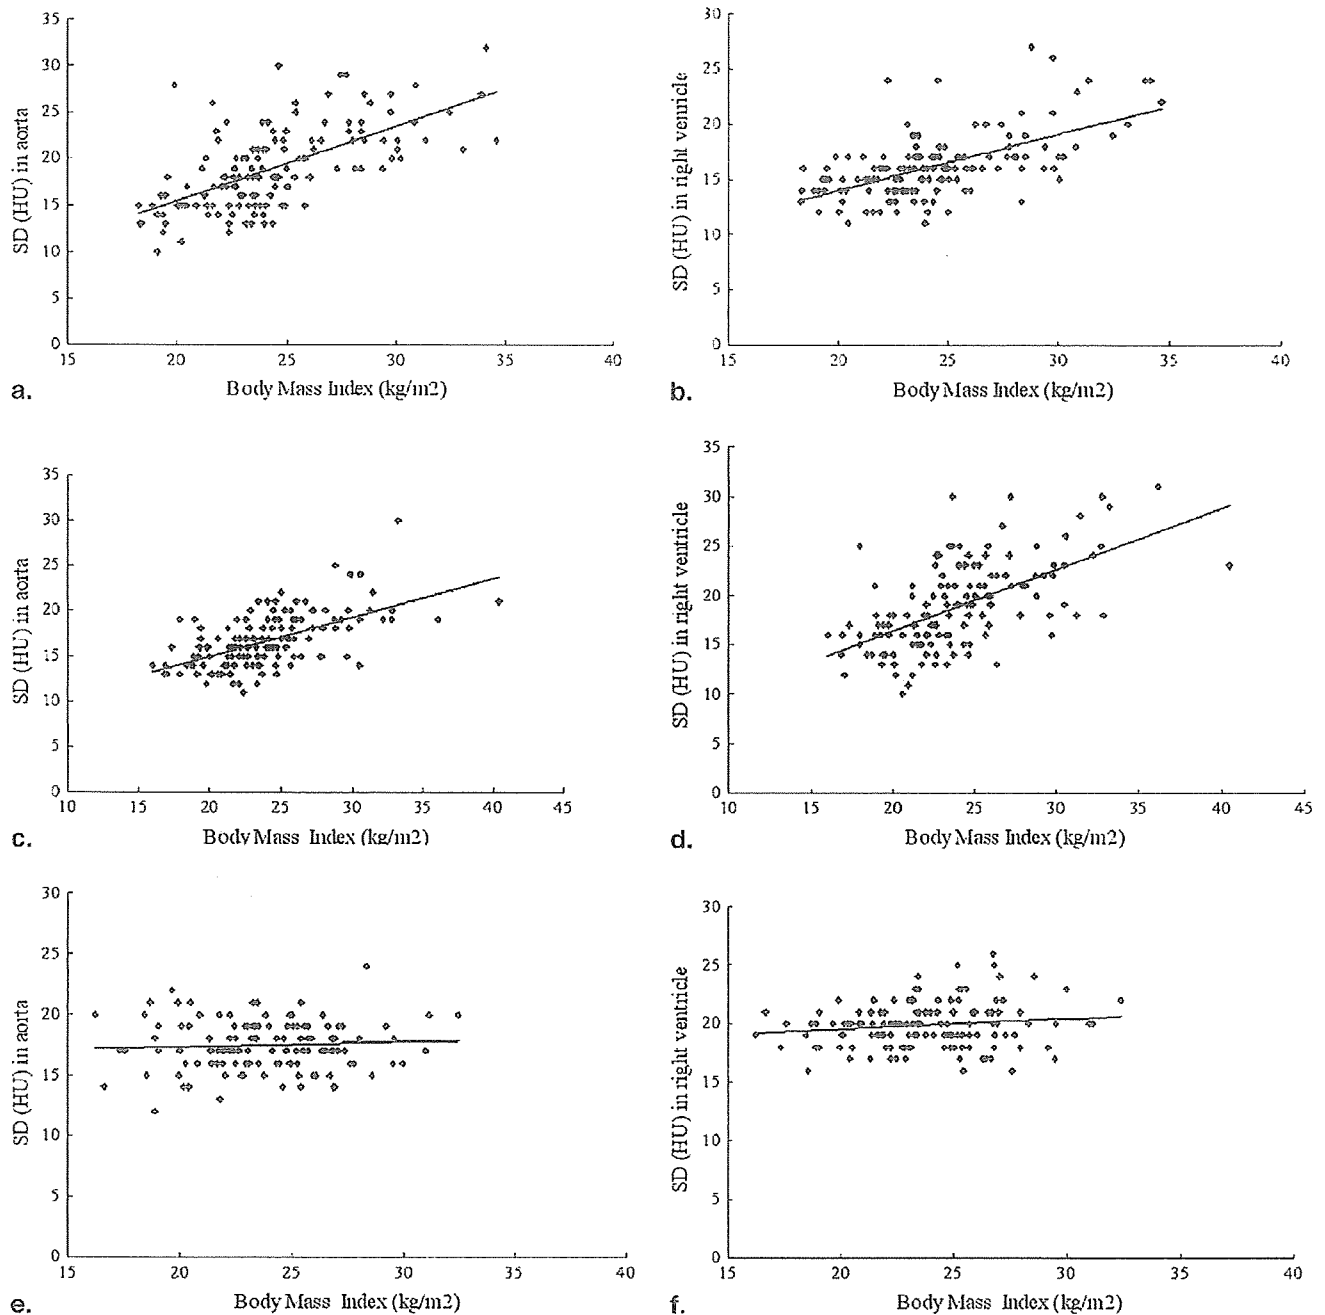 35
30
25
20
15
10
5
0
SD (HU) in aorta
15 20 25 30 35 40
Body Mass Index (kg/m2)
a.
30
25
20
15
10
5
0
SD (HU) in right ventricle
15 20 25 30 35 40
Body Mass Index (kg/m2)
b.
35
30
25
20
15
10
5
0
SD (HU) in aorta
10 15 20 25 30 35 40 45
Body Mass Index (kg/m2)
c.
35
30
25
20
15
10
5
0
SD (HU) in right ventricle
10 15 20 25 30 35 40 45
Body Mass Index (kg/m2)
d.
30
25
20
15
10
5
0
SD (HU) in aorta
15 20 25 30 35 40
Body Mass Index (kg/m2)
e.
30
25
20
15
10
5
0
SD (HU) in right ventricle
15 20 25 30 35 40
Body Mass Index (kg/m2)
f.